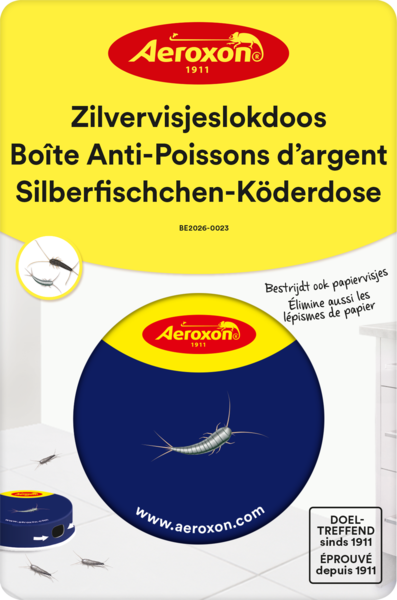 Aeroxon®
1911
Zilvervisjeslokdoos
Boîte Anti-Poissons d'argent
Silberfischchen-Köderdose
BE2026-0023
Bestrijdt ook papiervisjes
Élimine aussi les
lépismes de papier
Aeroxon®
1911
www.aeroxon.com
DOEL-
TREFFEND
sinds 1911
ÉPROUVÉ
depuis 1911